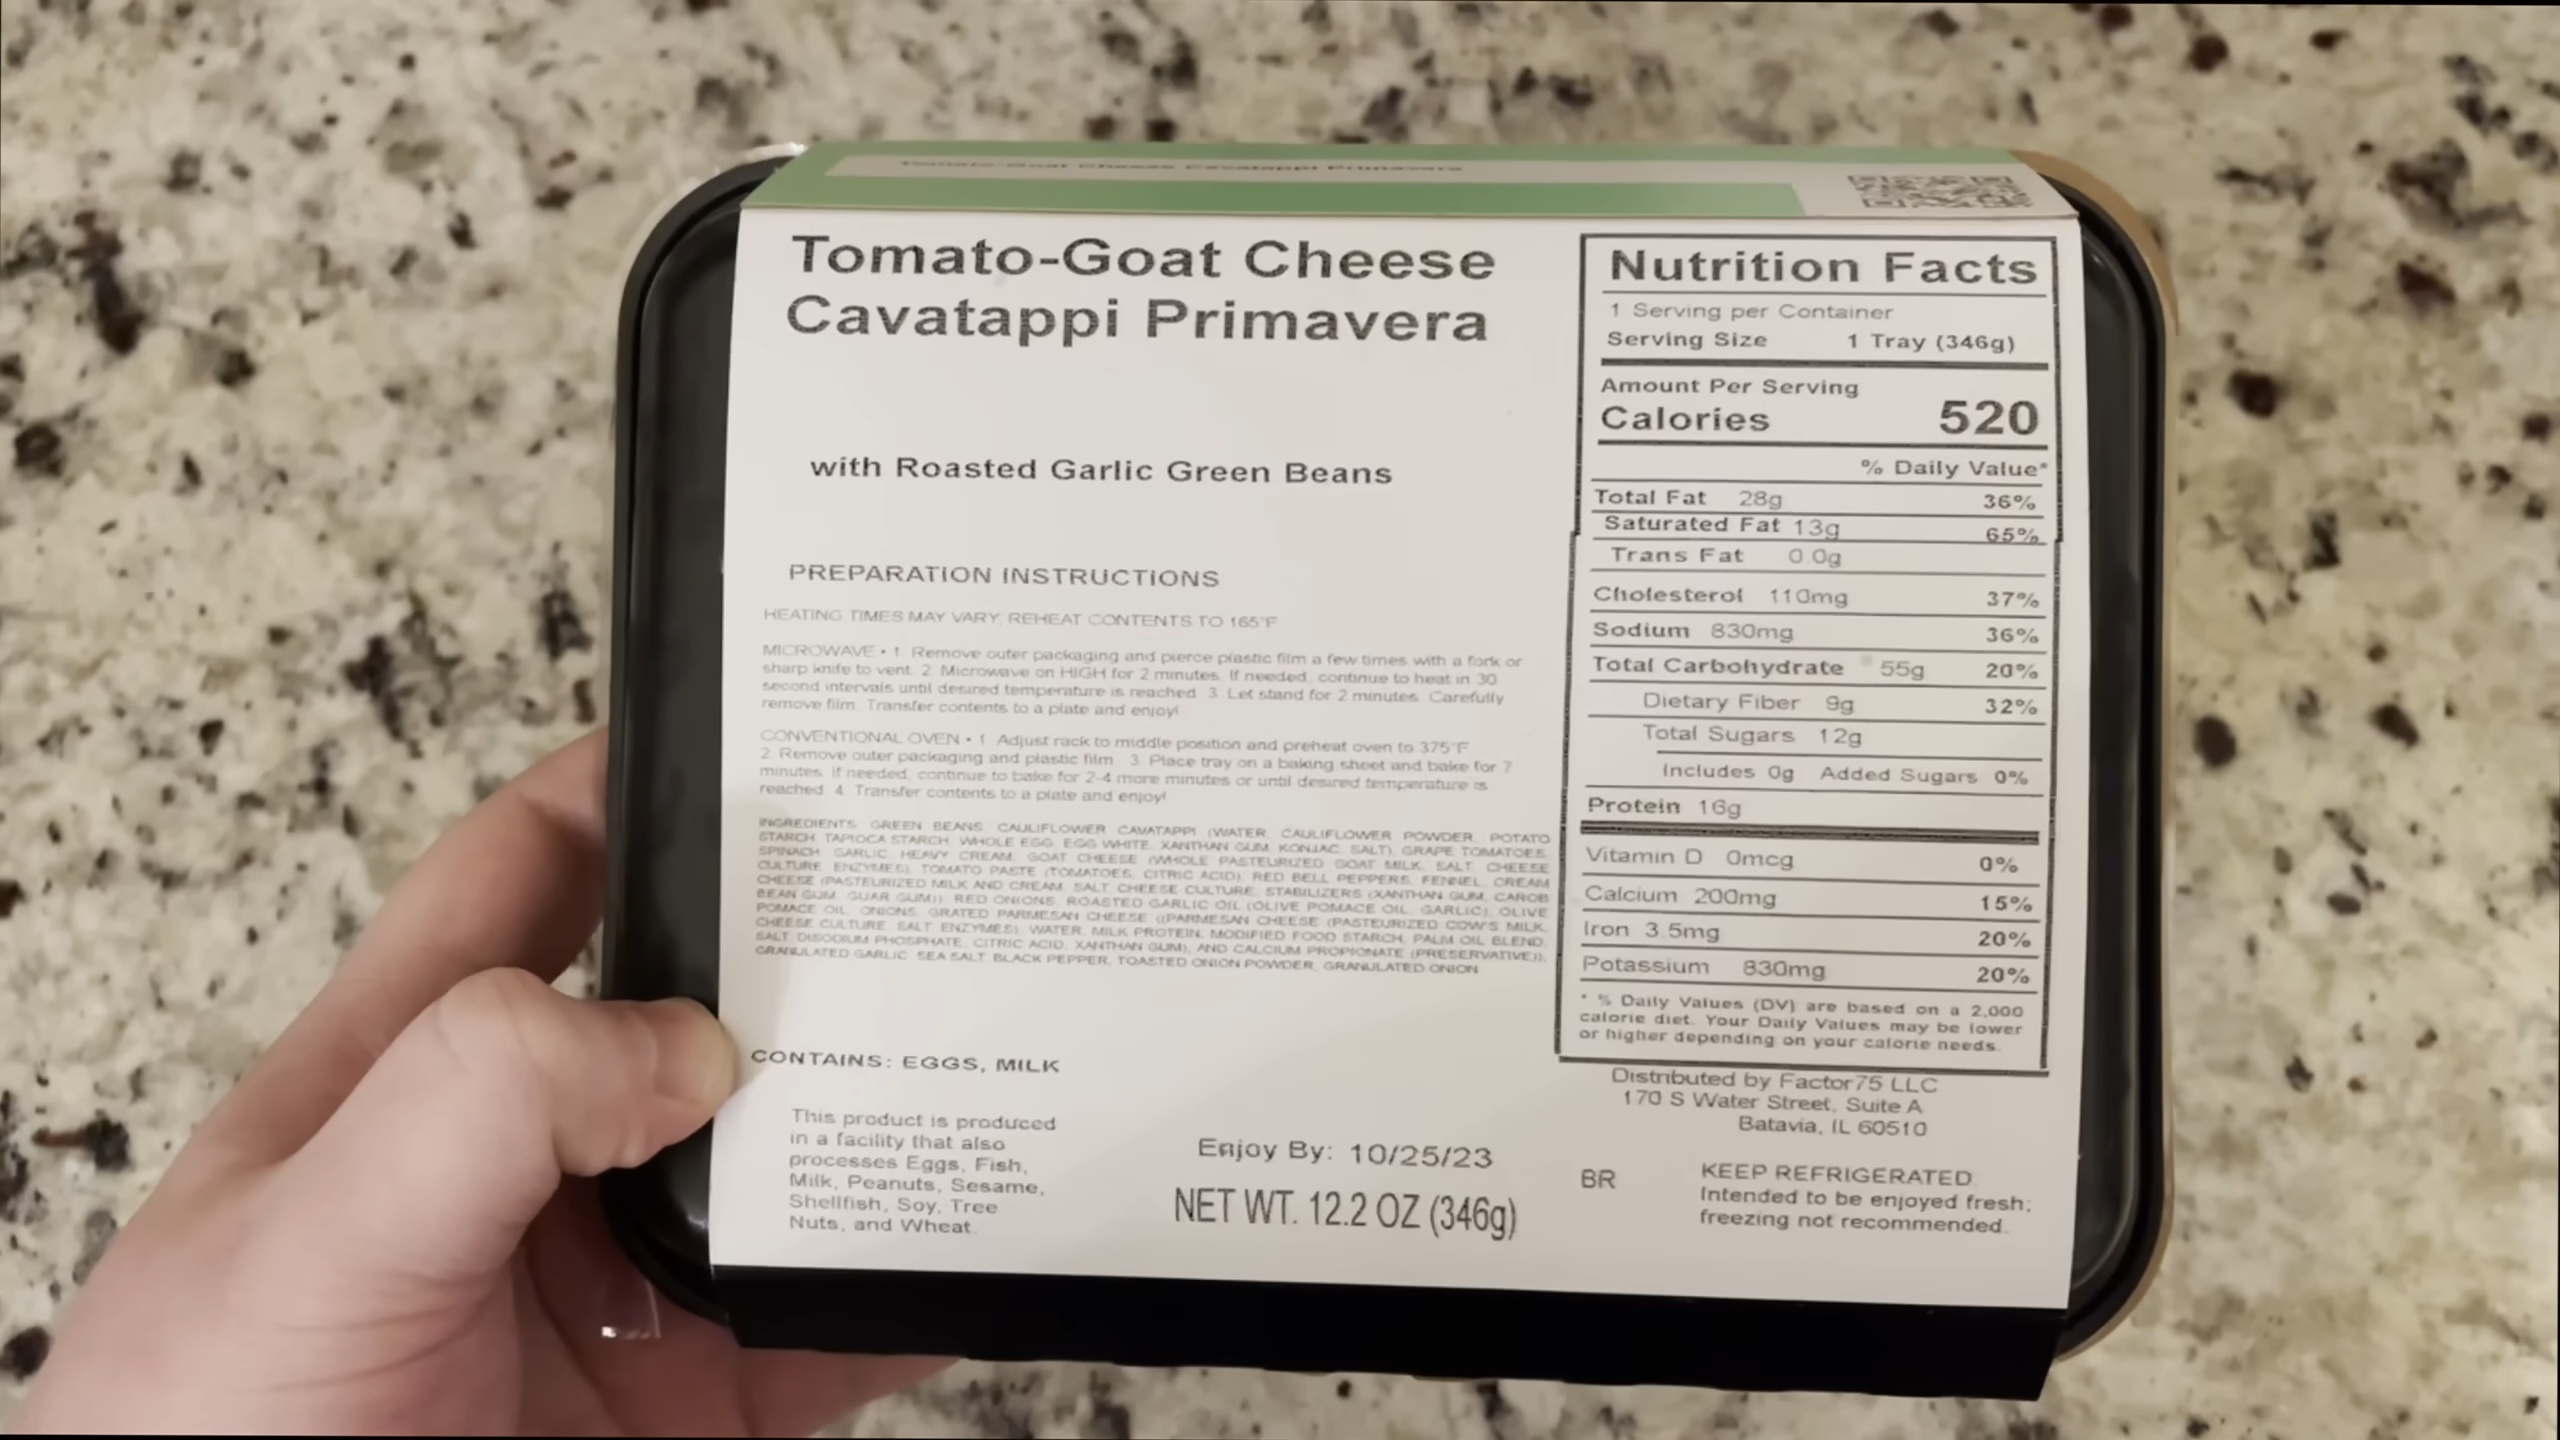 Tomato-Goat Cheese Cavatappi Primavera
Tomato-Goat Cheese
Cavatappi Primavera
with Roasted Garlic Green Beans
PREPARATION INSTRUCTIONS
HEATING TIMES MAY VARY. REHEAT CONTENTS TO 165°F
MICROWAVE • 1. Remove outer packaging and pierce plastic film a few times with a fork or
sharp knife to vent. 2. Microwave on HIGH for 2 minutes. If needed, continue to heat in 30
second intervals until desired temperature is reached. 3. Let stand for 2 minutes. Carefully
remove film. Transfer contents to a plate and enjoy!
CONVENTIONAL OVEN • 1. Adjust rack to middle position and preheat oven to 375°F
2. Remove outer packaging and plastic film. 3. Place tray on a baking sheet and bake for 7
minutes. If needed, continue to bake for 2-4 more minutes or until desired temperature is
reached. 4. Transfer contents to a plate and enjoy!
INGREDIENTS: GREEN BEANS, CAULIFLOWER CAVATAPPI (WATER, CAULIFLOWER POWDER, POTATO
STARCH, TAPIOCA STARCH, WHOLE EGG, EGG WHITE, XANTHAN GUM, KONJAC, SALT), GRAPE TOMATOES,
SPINACH, GARLIC, HEAVY CREAM, GOAT CHEESE (WHOLE PASTEURIZED GOAT MILK, SALT, CHEESE
CULTURE, ENZYMES), TOMATO PASTE (TOMATOES, CITRIC ACID), RED BELL PEPPERS, FENNEL, CREAM
CHEESE (PASTEURIZED MILK AND CREAM, SALT, CHEESE CULTURE, STABILIZERS (XANTHAN GUM, CAROB
BEAN GUM, GUAR GUM)), RED ONIONS, ROASTED GARLIC OIL (OLIVE POMACE OIL, GARLIC), OLIVE
POMACE OIL, ONIONS, GRATED PARMESAN CHEESE ((PARMESAN CHEESE (PASTEURIZED COW'S MILK,
CHEESE CULTURE, SALT, ENZYMES), WATER, MILK PROTEIN, MODIFIED FOOD STARCH, PALM OIL BLEND,
SALT, DISODIUM PHOSPHATE, CITRIC ACID, XANTHAN GUM), AND CALCIUM PROPIONATE (PRESERVATIVE)),
GRANULATED GARLIC, SEA SALT, BLACK PEPPER, TOASTED ONION POWDER, GRANULATED ONION
CONTAINS: EGGS, MILK
This product is produced
in a facility that also
processes Eggs, Fish,
Milk, Peanuts, Sesame,
Shellfish, Soy, Tree
Nuts, and Wheat.
Enjoy By: 10/25/23
NET WT. 12.2 OZ (346g)
Nutrition Facts
1 Serving per Container
Serving Size 1 Tray (346g)
Amount Per Serving
Calories 520
% Daily Value*
Total Fat 28g 36%
Saturated Fat 13g 65%
Trans Fat 0.0g
Cholesterol 110mg 37%
Sodium 830mg 36%
Total Carbohydrate 55g 20%
Dietary Fiber 9g 32%
Total Sugars 12g
Includes 0g Added Sugars 0%
Protein 16g
Vitamin D 0mcg 0%
Calcium 200mg 15%
Iron 3.5mg 20%
Potassium 830mg 20%
* % Daily Values (DV) are based on a 2,000
calorie diet. Your Daily Values may be lower
or higher depending on your calorie needs.
Distributed by Factor75 LLC
170 S Water Street, Suite A
Batavia, IL 60510
BR
KEEP REFRIGERATED.
Intended to be enjoyed fresh;
freezing not recommended.